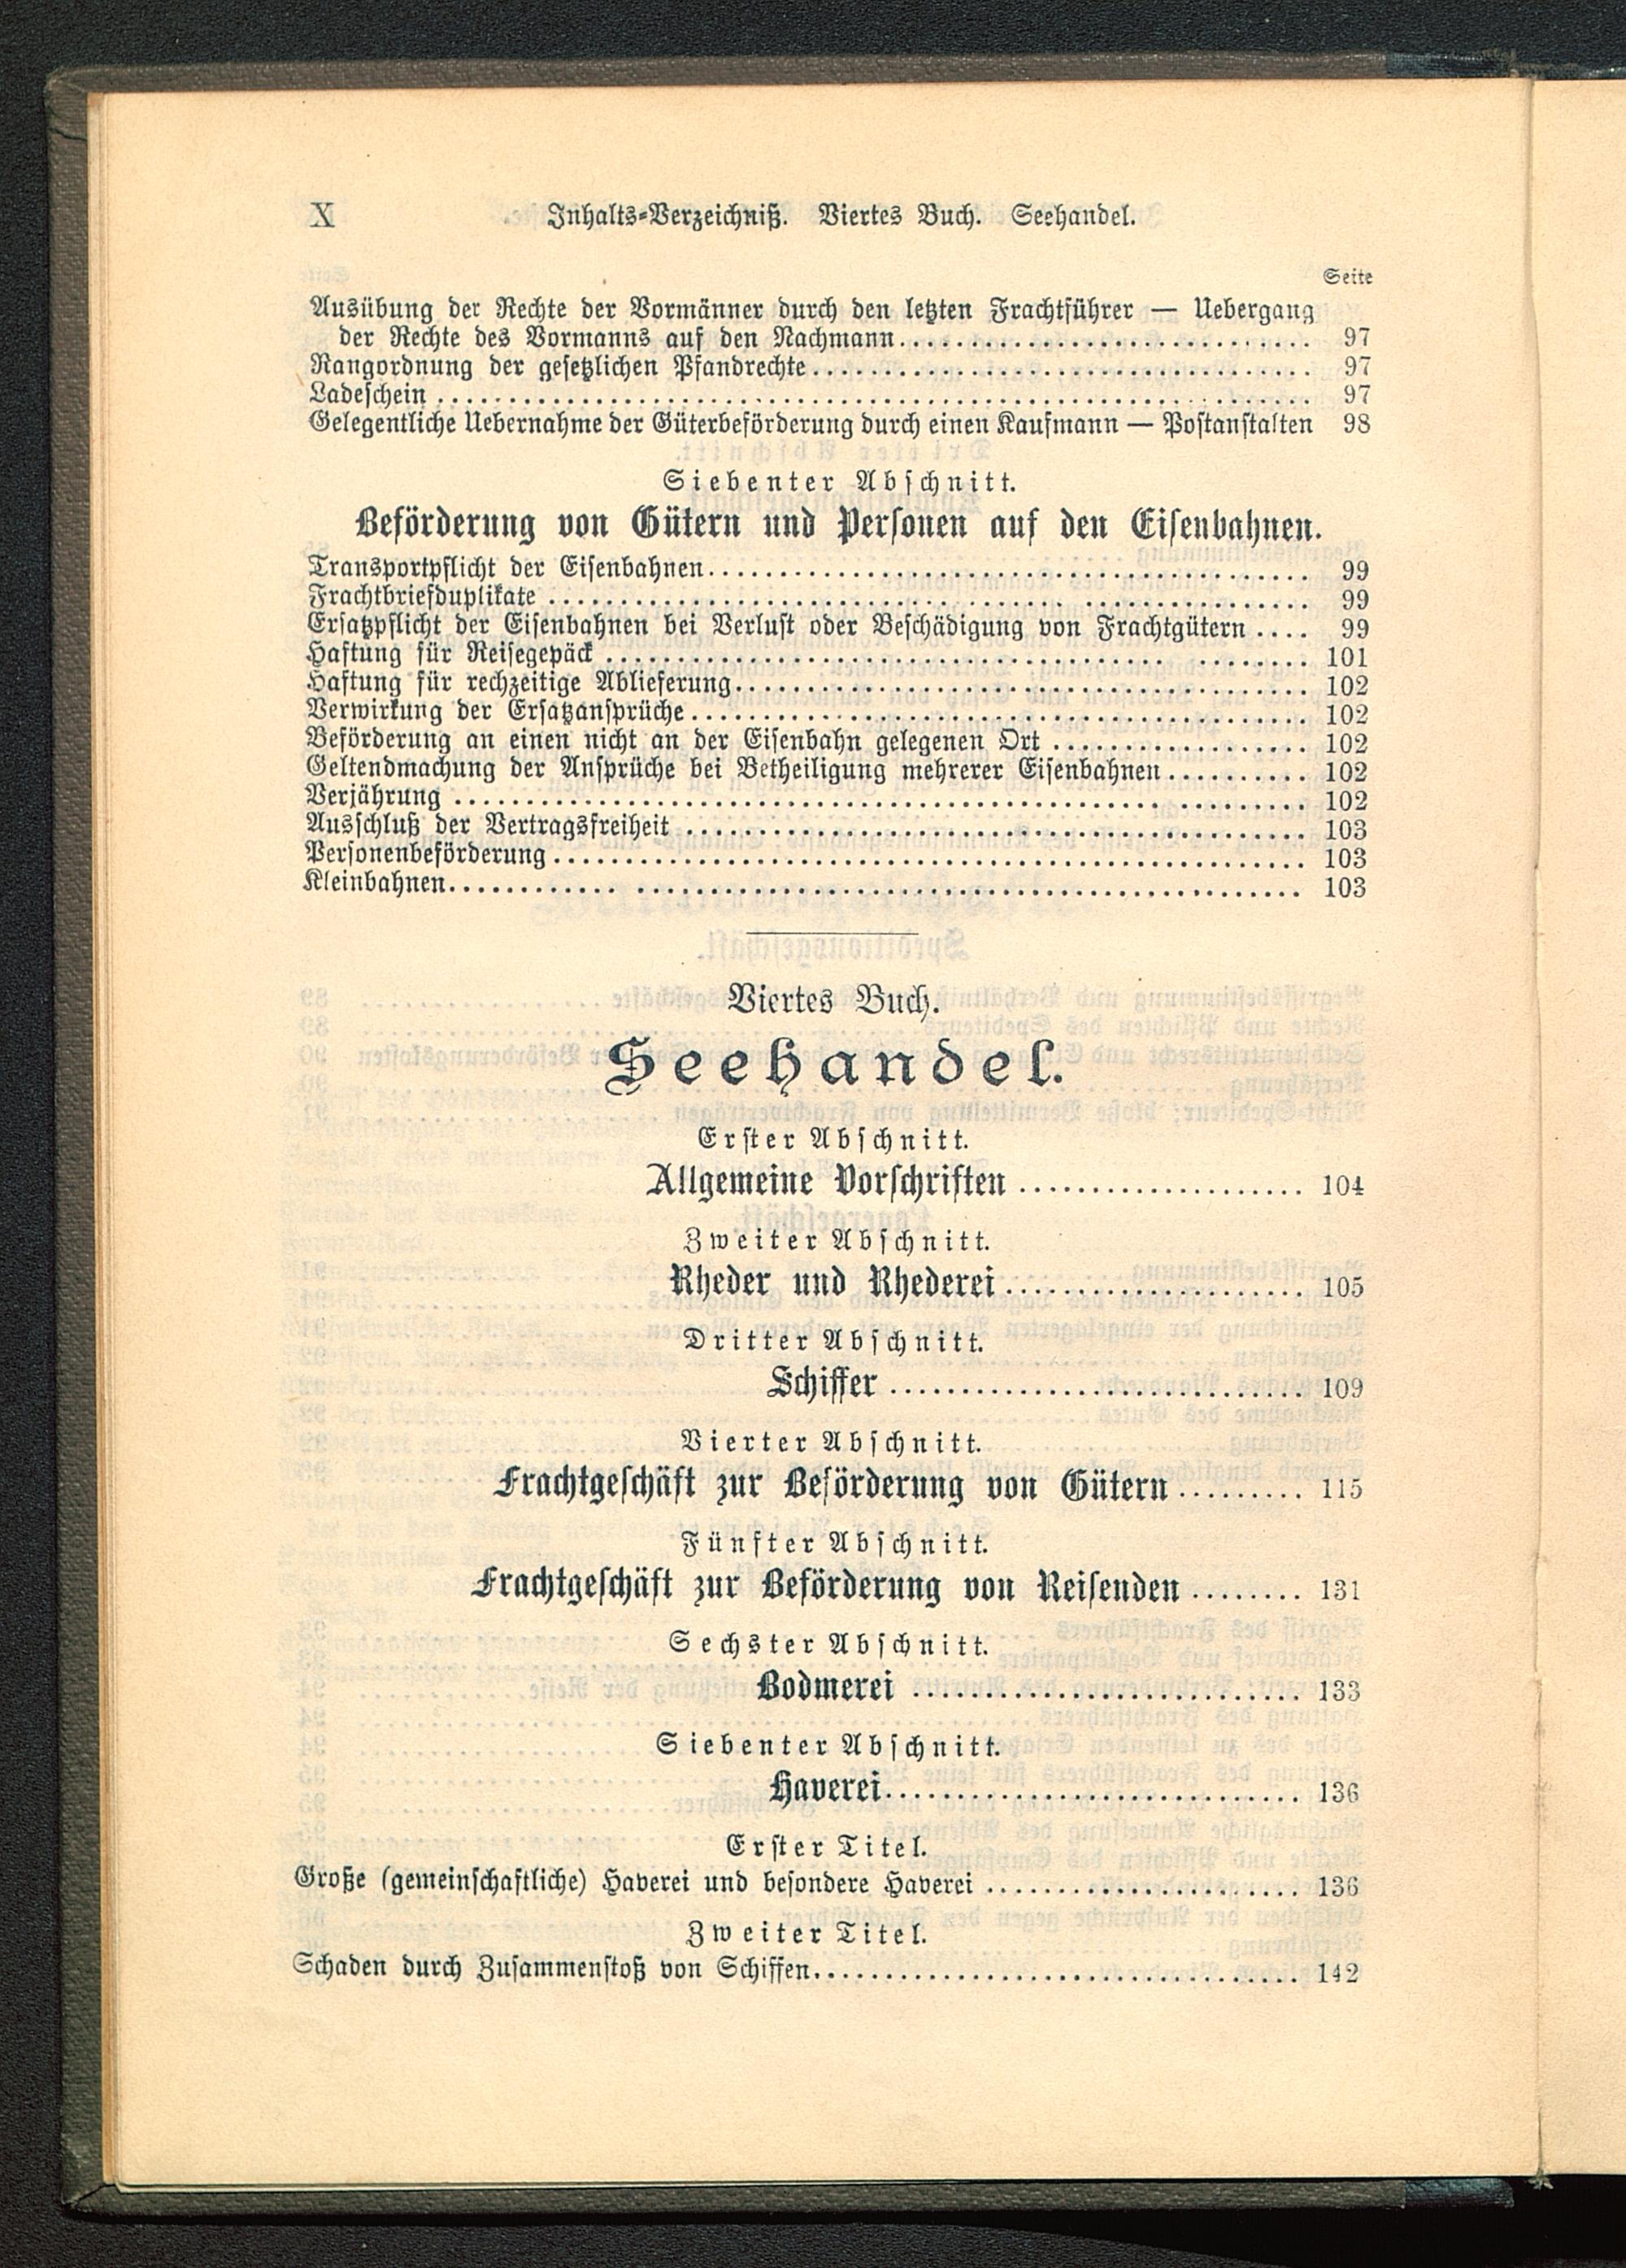 X Inhalts-Verzeichniß. Viertes Buch. Seehandel.
Seite
Ausübung der Rechte der Vormänner durch den letzten Frachtführer — Uebergang
der Rechte des Vormanns auf den Nachmann............................ 97
Rangordnung der gesetzlichen Pfandrechte.................................. 97
Ladeschein ............................................................ 97
Gelegentliche Uebernahme der Güterbeförderung durch einen Kaufmann — Postanstalten 98
Siebenter Abschnitt.
Beförderung von Gütern und Personen auf den Eisenbahnen.
Transportpflicht der Eisenbahnen.......................................... 99
Frachtbriefduplikate ..................................................... 99
Ersatzpflicht der Eisenbahnen bei Verlust oder Beschädigung von Frachtgütern .... 99
Haftung für Reisegepäck ................................................ 101
Haftung für rechzeitige Ablieferung....................................... 102
Verwirkung der Ersatzansprüche.......................................... 102
Beförderung an einen nicht an der Eisenbahn gelegenen Ort .................. 102
Geltendmachung der Ansprüche bei Betheiligung mehrerer Eisenbahnen.......... 102
Verjährung ........................................................... 102
Ausschluß der Vertragsfreiheit ........................................... 103
Personenbeförderung.................................................... 103
Kleinbahnen........................................................... 103
Viertes Buch.
Seehandel.
Erster Abschnitt.
Allgemeine Vorschriften .................... 104
Zweiter Abschnitt.
Rheder und Rhederei..................... 105
Dritter Abschnitt.
Schiffer ............................. 109
Vierter Abschnitt.
Frachtgeschäft zur Beförderung von Gütern......... 115
Fünfter Abschnitt.
Frachtgeschäft zur Beförderung von Reisenden........ 131
Sechster Abschnitt.
Bodmerei ........................... 133
Siebenter Abschnitt.
Haverei............................. 136
Erster Titel.
Große (gemeinschaftliche) Haverei und besondere Haverei ...................... 136
Zweiter Titel.
Schaden durch Zusammenstoß von Schiffen.................................. 142